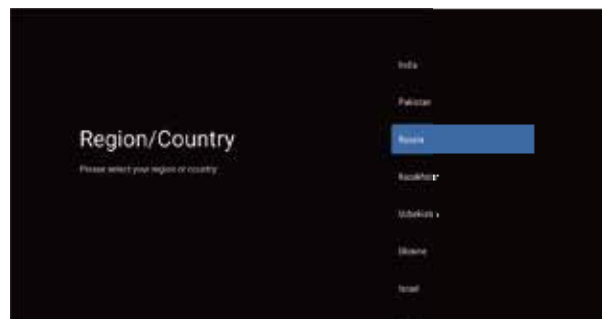 Region/Country
Please select your region or country.
India
Pakistan
Russia
Kazakhstan
Uzbekistan
Ukraine
Israel